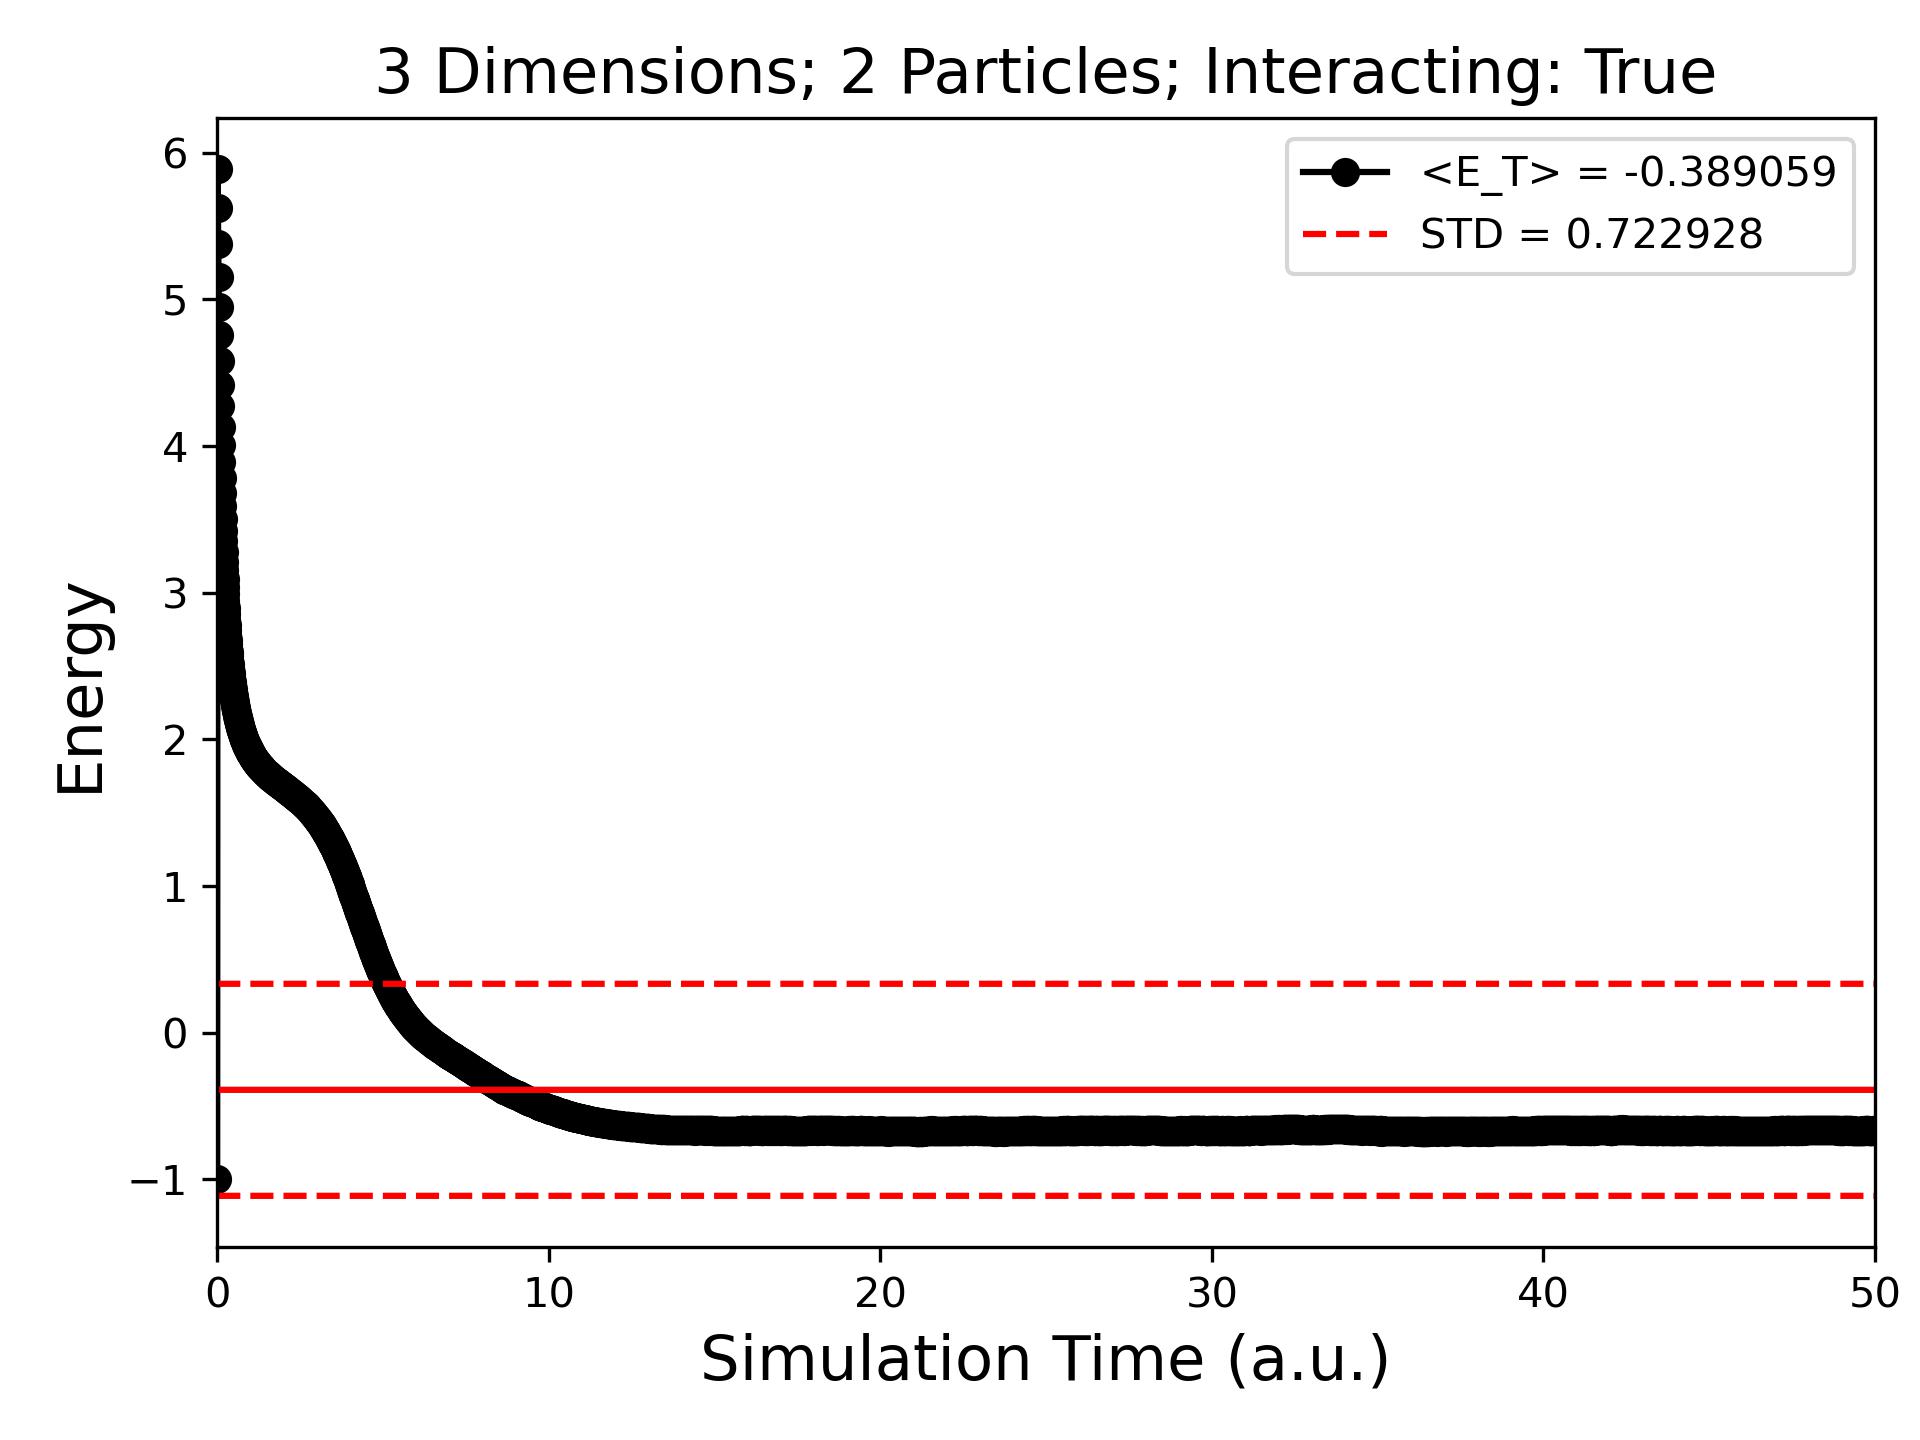 3 Dimensions; 2 Particles; Interacting: True
<E_T> = -0.389059
STD = 0.722928
Energy
6
5
4
3
2
1
0
−1
0 10 20 30 40 50
Simulation Time (a.u.)